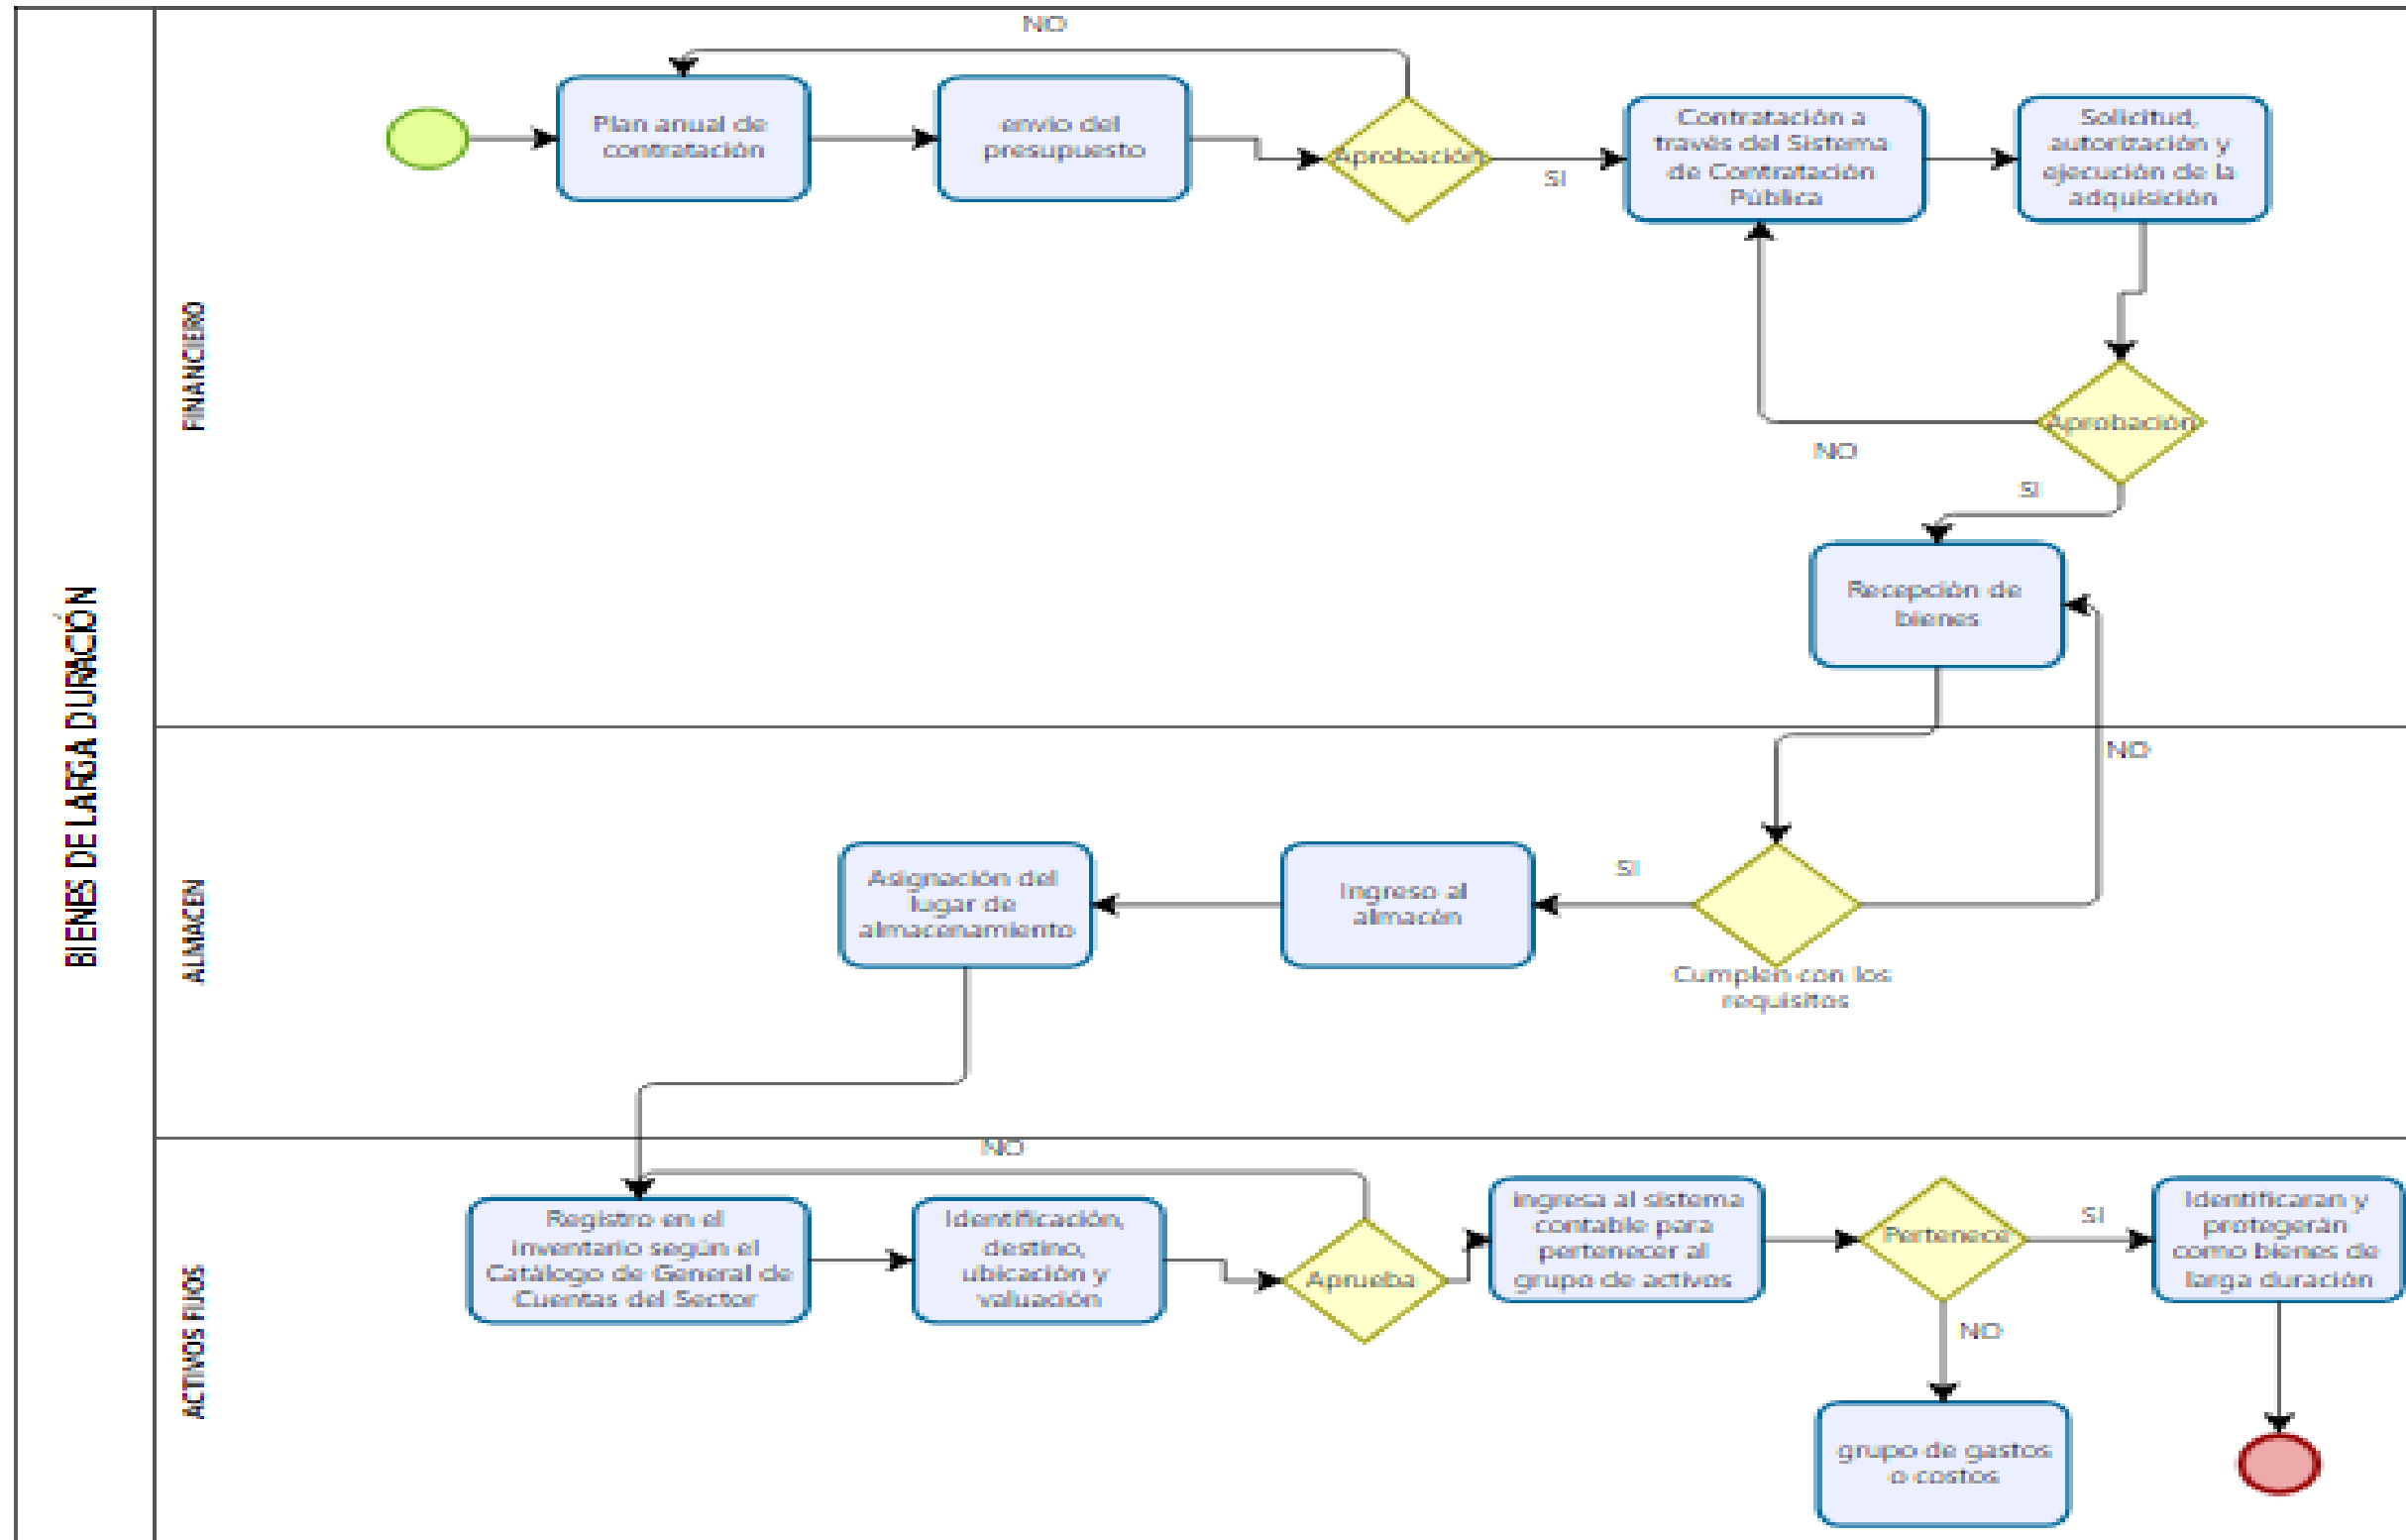 BIENES DE LARGA DURACIÓN
FINANCIERO
NO
Plan anual de
contratación
envio del
presupuesto
Aprobación
SI
Contratación a
través del Sistema
de Contratación
Pública
Solicitud,
autorización y
ejecución de la
adquisición
Aprobación
NO
SI
Recepción de
bienes
ALMACEN
NO
Asignación del
lugar de
almacenamiento
Ingreso al
almacén
SI
Cumplen con los
requisitos
ACTIVOS FIJOS
NO
Registro en el
inventario según el
Catálogo de General de
Cuentas del Sector
Identificación,
destino,
ubicación y
valuación
Aprueba
ingresa al sistema
contable para
pertenecer al
grupo de activos
Pertenece
SI
Identificaran y
protegerán
como bienes de
larga duración
NO
grupo de gastos
o costos